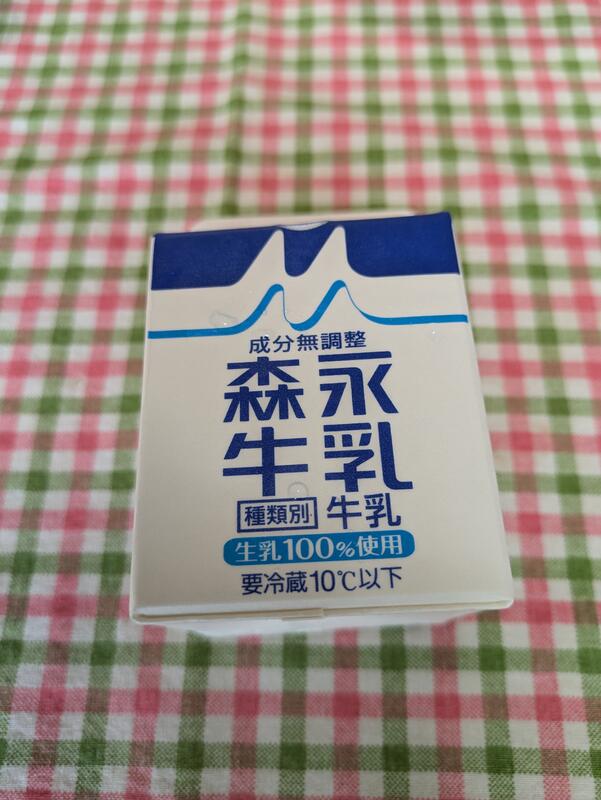 成分無調整
森永
牛乳
種類別 牛乳
生乳100%使用
要冷蔵10℃以下